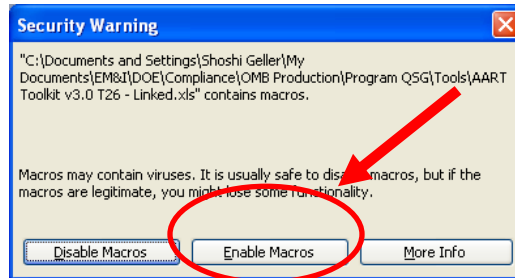 Security Warning
"C:\Documents and Settings\Shoshi Geller\My
Documents\EM&I\DOE\Compliance\OMB Production\Program QSG\Tools\AART
Toolkit v3.0 T26 - Linked.xls" contains macros.
Macros may contain viruses. It is usually safe to disable macros, but if the
macros are legitimate, you might lose some functionality.
Disable Macros
Enable Macros
More Info